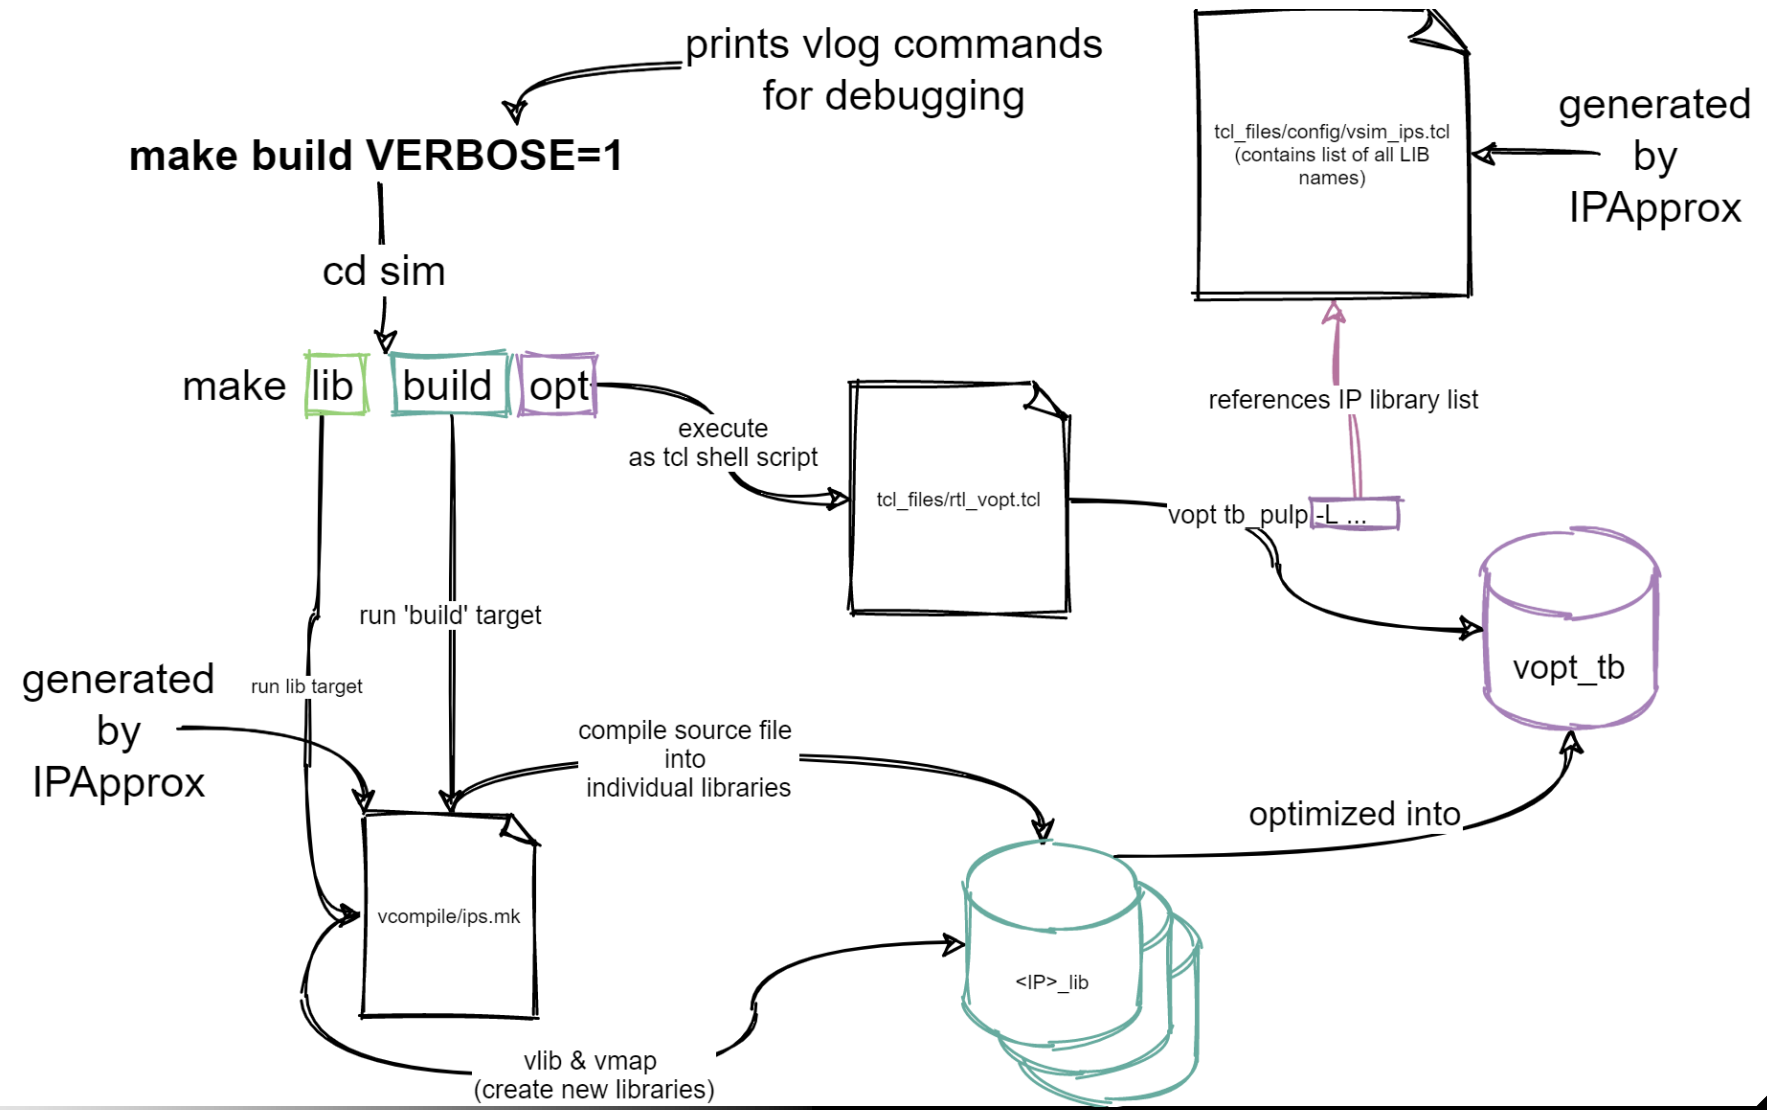 prints vlog commands
for debugging
make build VERBOSE=1
cd sim
make lib build opt
execute
as tcl shell script
tcl_files/rtl_vopt.tcl
tcl_files/config/vsim_ips.tcl
(contains list of all LIB
names)
generated
by
IPApprox
references IP library list
vopt tb_pulp -L ...
vopt_tb
run 'build' target
run lib target
generated
by
IPApprox
compile source file
into
individual libraries
optimized into
vcompile/ips.mk
<IP>_lib
vlib & vmap
(create new libraries)